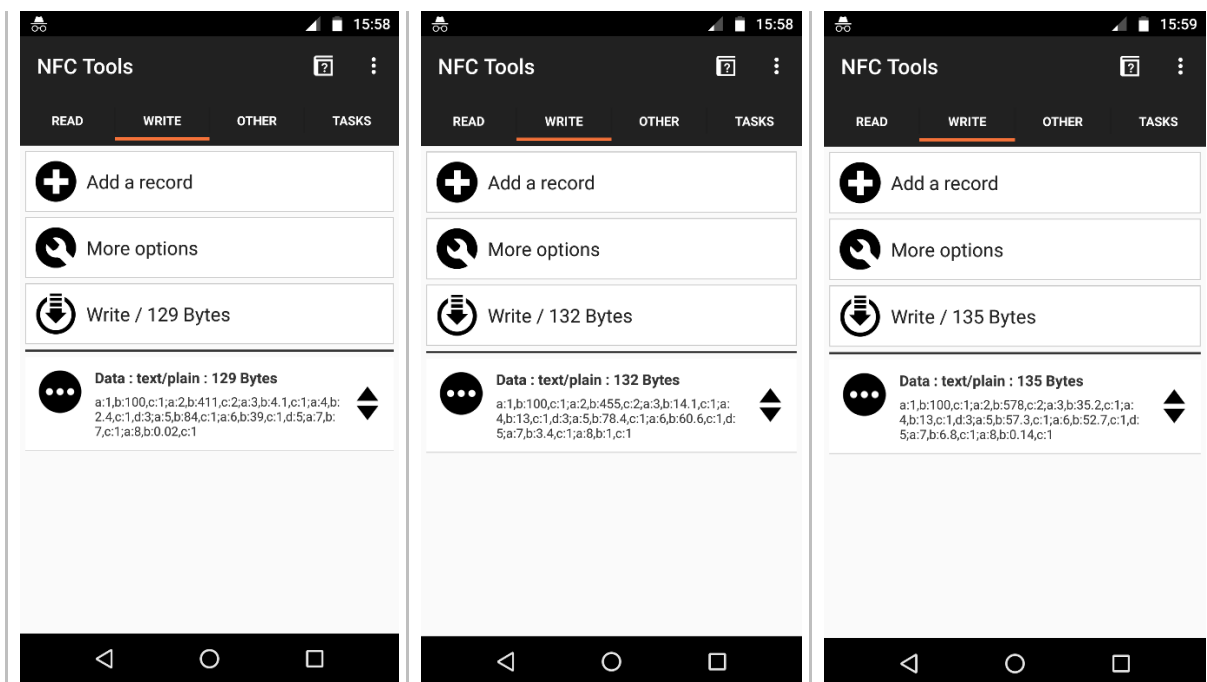 15:58
NFC Tools
READ WRITE OTHER TASKS
Add a record
More options
Write / 129 Bytes
Data : text/plain : 129 Bytes
a:1,b:100,c:1;a:2,b:411,c:2;a:3,b:4.1,c:1;a:4,b:
2.4,c:1,d:3;a:5,b:84,c:1;a:6,b:39,c:1,d:5;a:7,b:
7,c:1;a:8,b:0.02,c:1
15:58
NFC Tools
READ WRITE OTHER TASKS
Add a record
More options
Write / 132 Bytes
Data : text/plain : 132 Bytes
a:1,b:100,c:1;a:2,b:455,c:2;a:3,b:14.1,c:1;a:
4,b:13,c:1,d:3;a:5,b:78.4,c:1;a:6,b:60.6,c:1,d:
5;a:7,b:3.4,c:1;a:8,b:1,c:1
15:59
NFC Tools
READ WRITE OTHER TASKS
Add a record
More options
Write / 135 Bytes
Data : text/plain : 135 Bytes
a:1,b:100,c:1;a:2,b:578,c:2;a:3,b:35.2,c:1;a:
4,b:13,c:1,d:3;a:5,b:57.3,c:1;a:6,b:52.7,c:1,d:
5;a:7,b:6.8,c:1;a:8,b:0.14,c:1